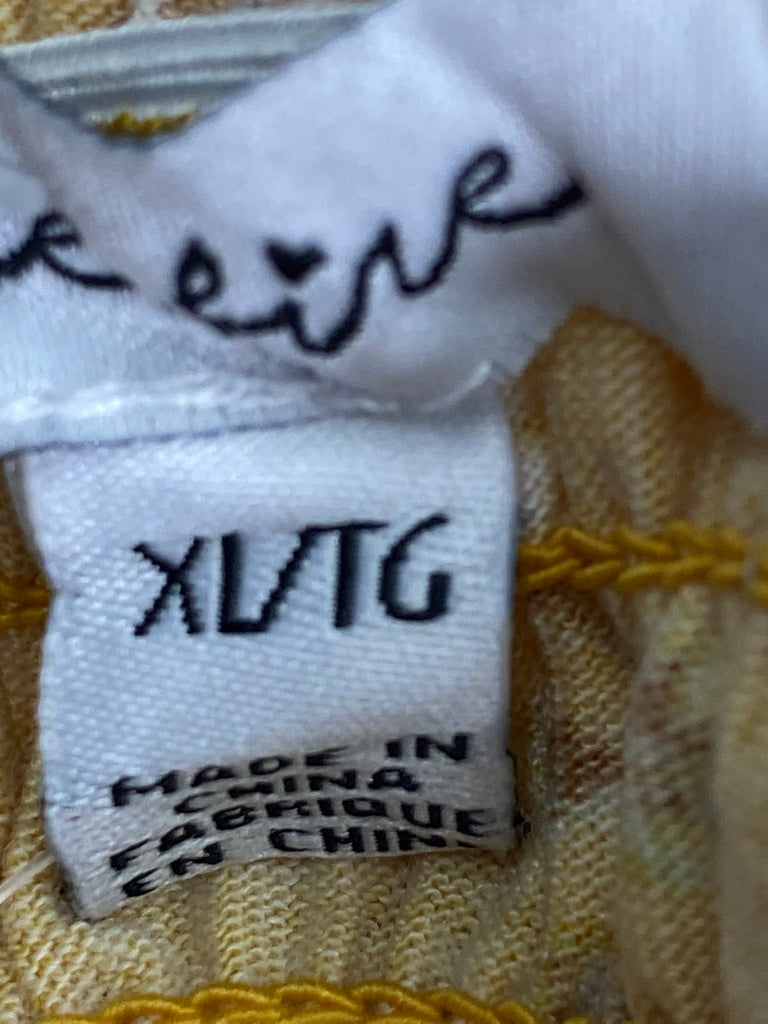 XL/TG
MADE IN
CHINA
FABRIQUE
EN CHIN